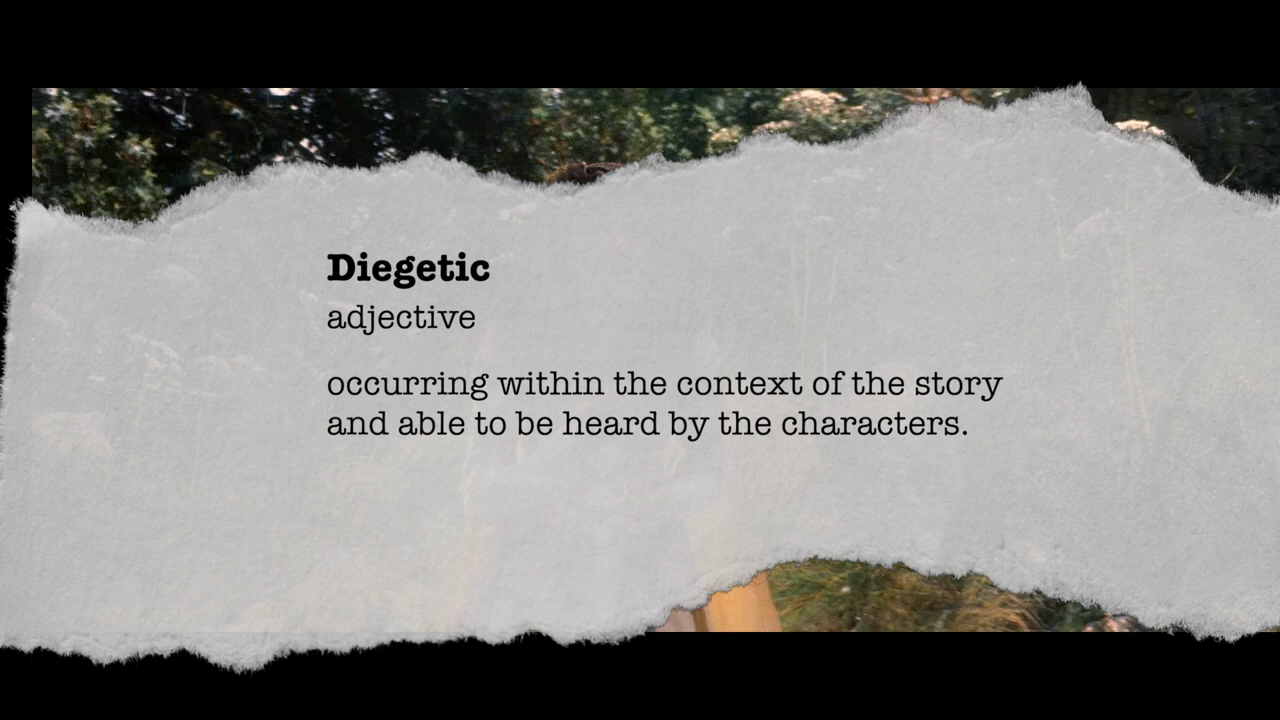 Diegetic
adjective
occurring within the context of the story
and able to be heard by the characters.